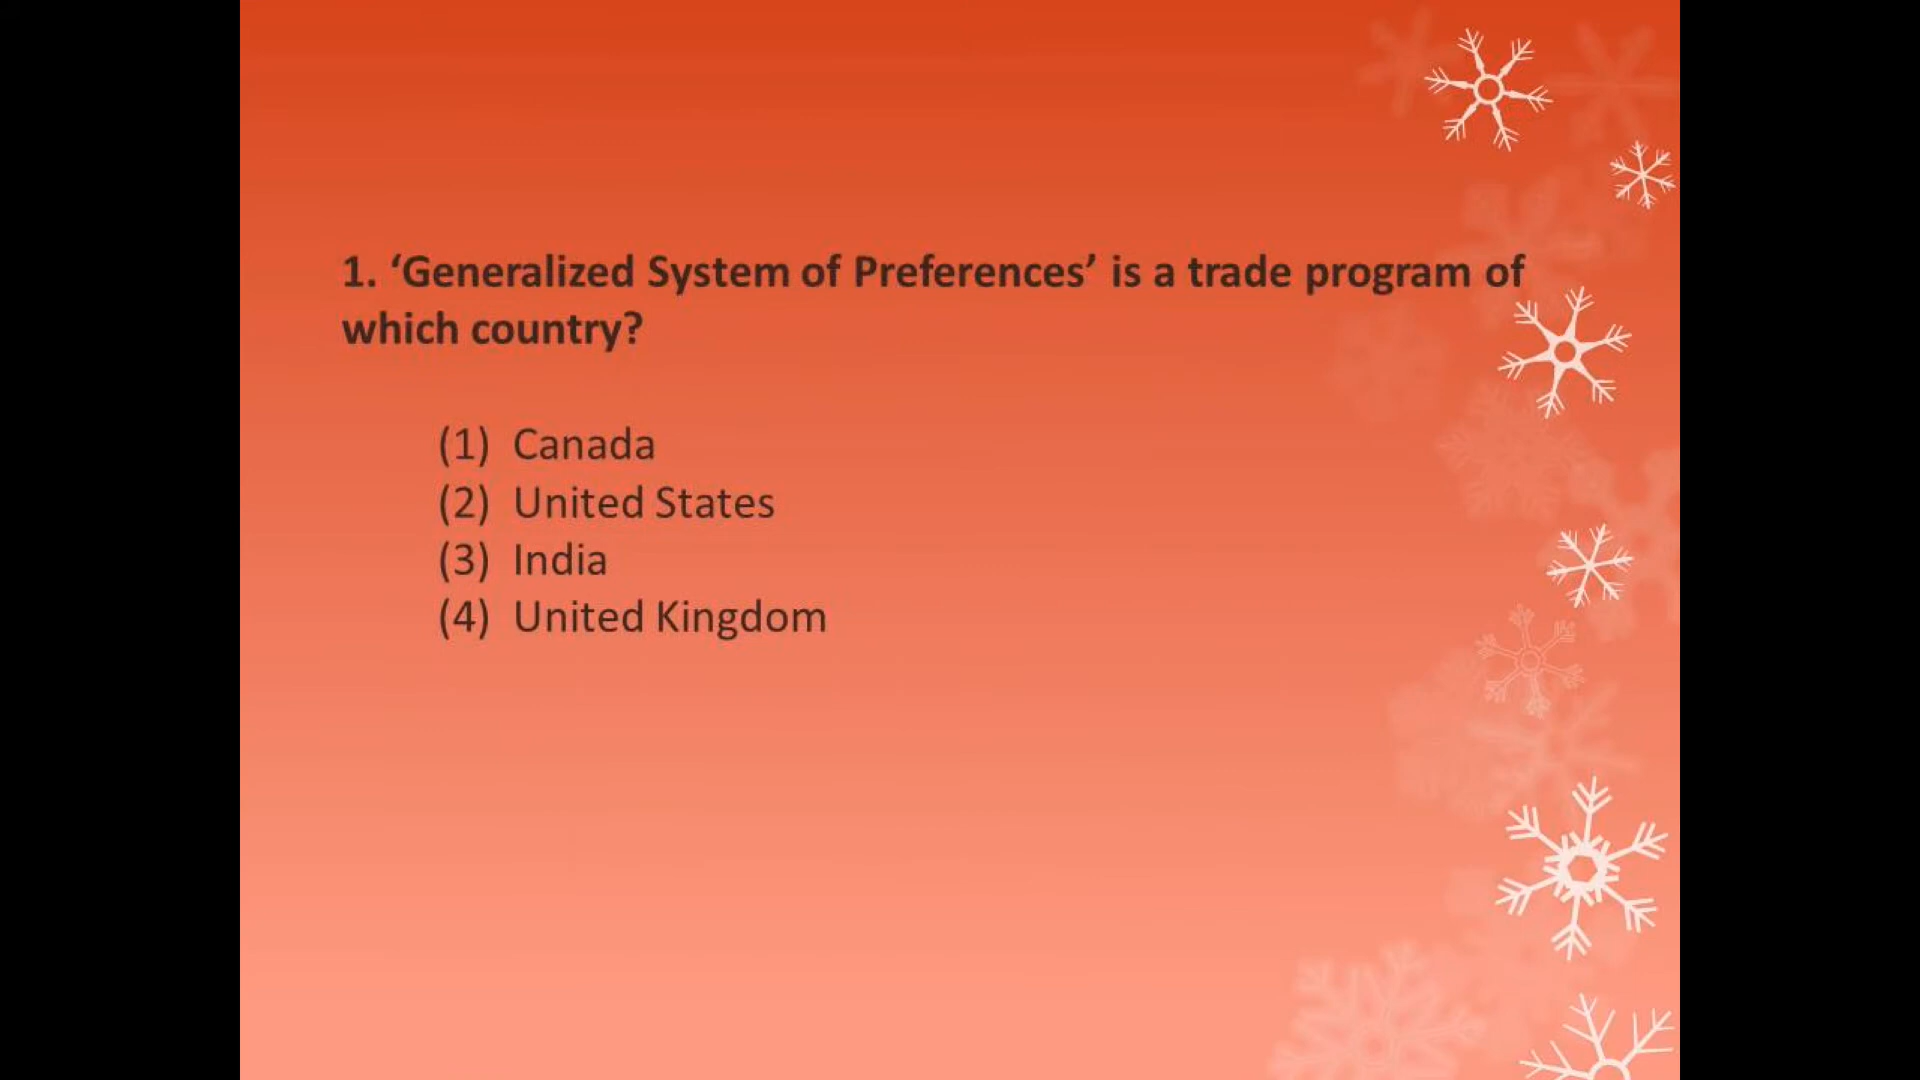 1. ‘Generalized System of Preferences’ is a trade program of
which country?
(1) Canada
(2) United States
(3) India
(4) United Kingdom